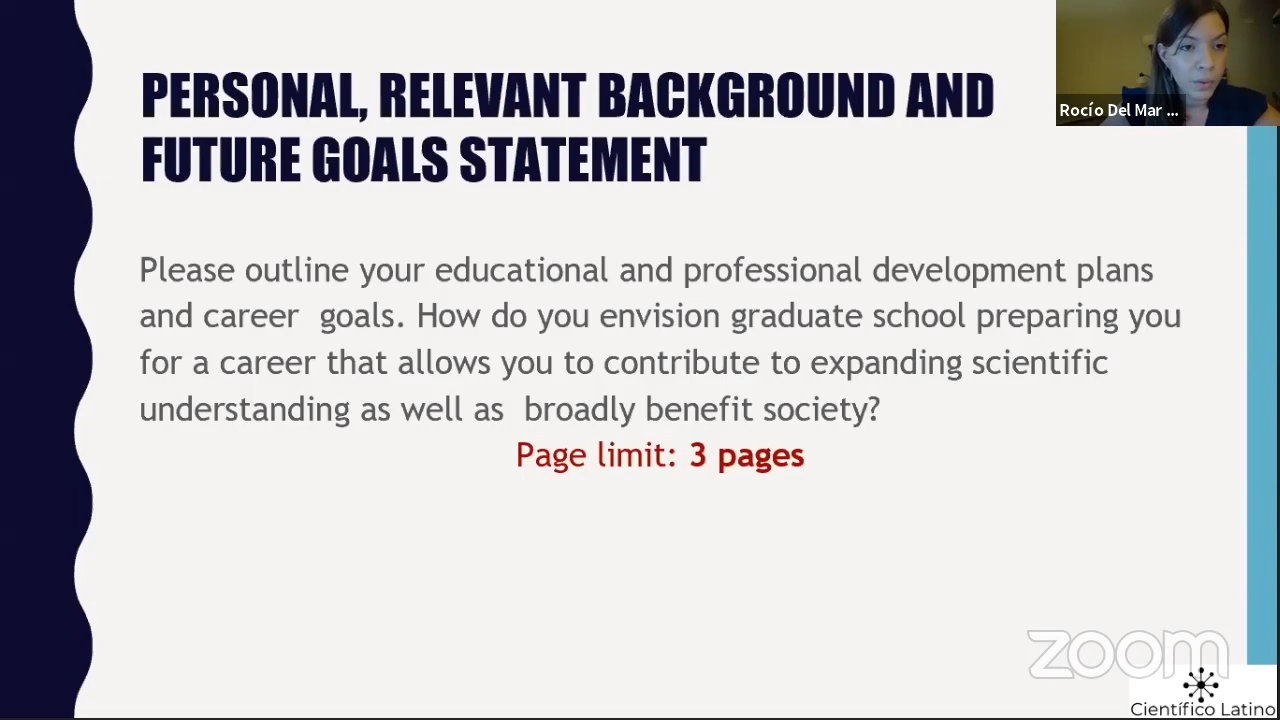 PERSONAL, RELEVANT BACKGROUND AND
FUTURE GOALS STATEMENT
Rocío Del Mar ...
Please outline your educational and professional development plans
and career goals. How do you envision graduate school preparing you
for a career that allows you to contribute to expanding scientific
understanding as well as broadly benefit society?
Page limit: 3 pages
zoom
Científico Latino